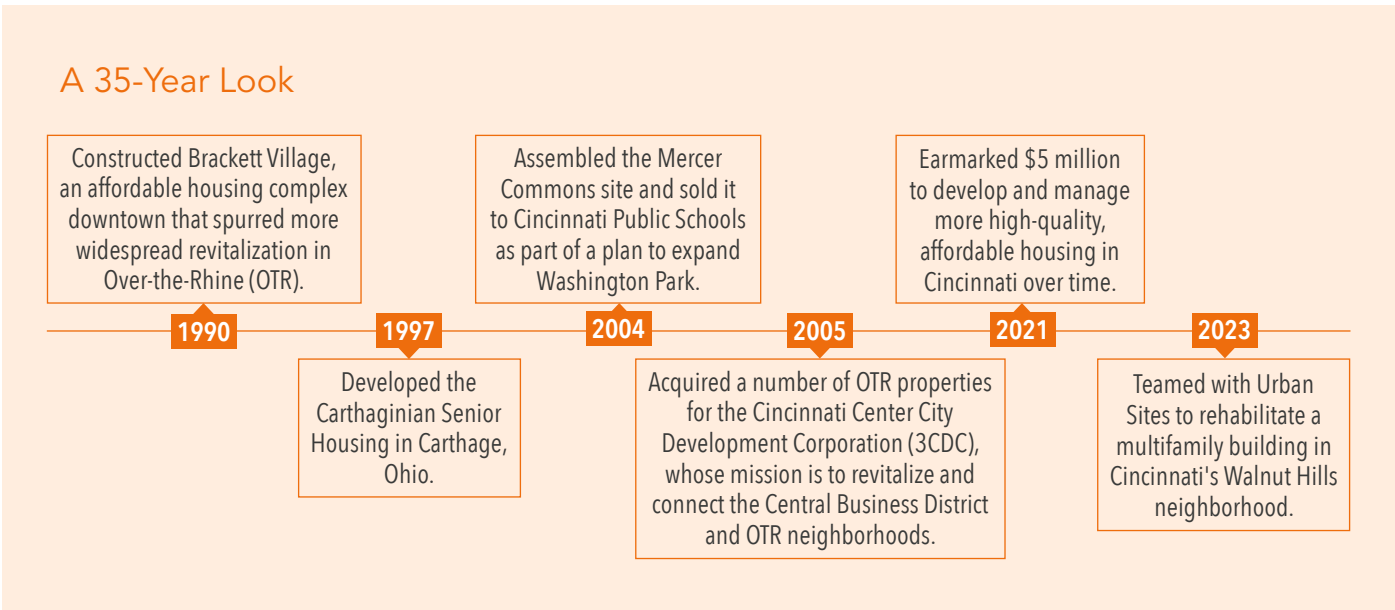 A 35-Year Look
Constructed Brackett Village,
an affordable housing complex
downtown that spurred more
widespread revitalization in
Over-the-Rhine (OTR).
1990
1997
Developed the
Carthaginian Senior
Housing in Carthage,
Ohio.
Assembled the Mercer
Commons site and sold it
to Cincinnati Public Schools
as part of a plan to expand
Washington Park.
2004
2005
Acquired a number of OTR properties
for the Cincinnati Center City
Development Corporation (3CDC),
whose mission is to revitalize and
connect the Central Business District
and OTR neighborhoods.
Earmarked $5 million
to develop and manage
more high-quality,
affordable housing in
Cincinnati over time.
2021
2023
Teamed with Urban
Sites to rehabilitate a
multifamily building in
Cincinnati's Walnut Hills
neighborhood.